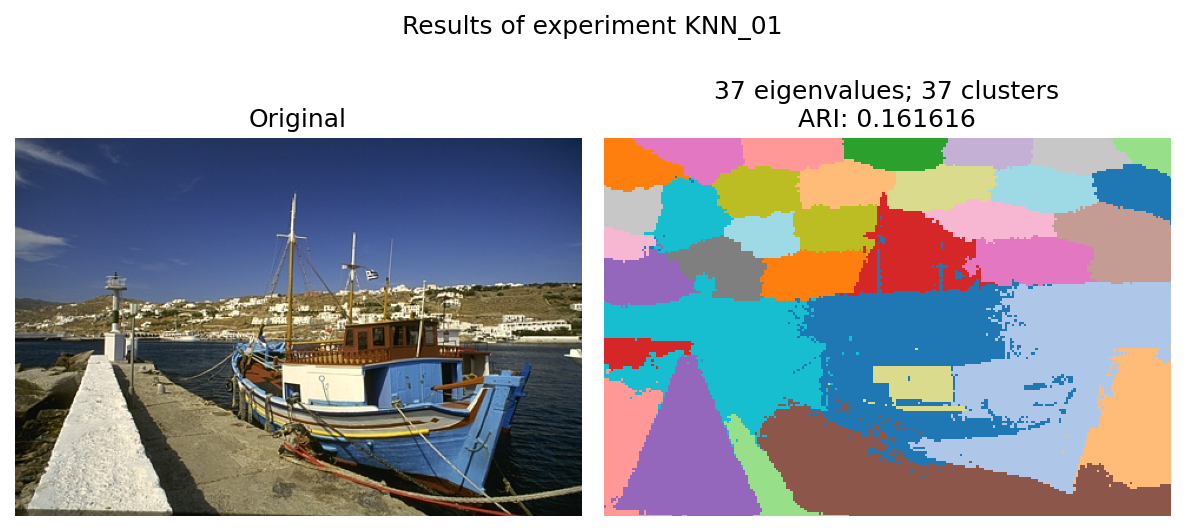 Results of experiment KNN_01
Original
37 eigenvalues; 37 clusters
ARI: 0.161616